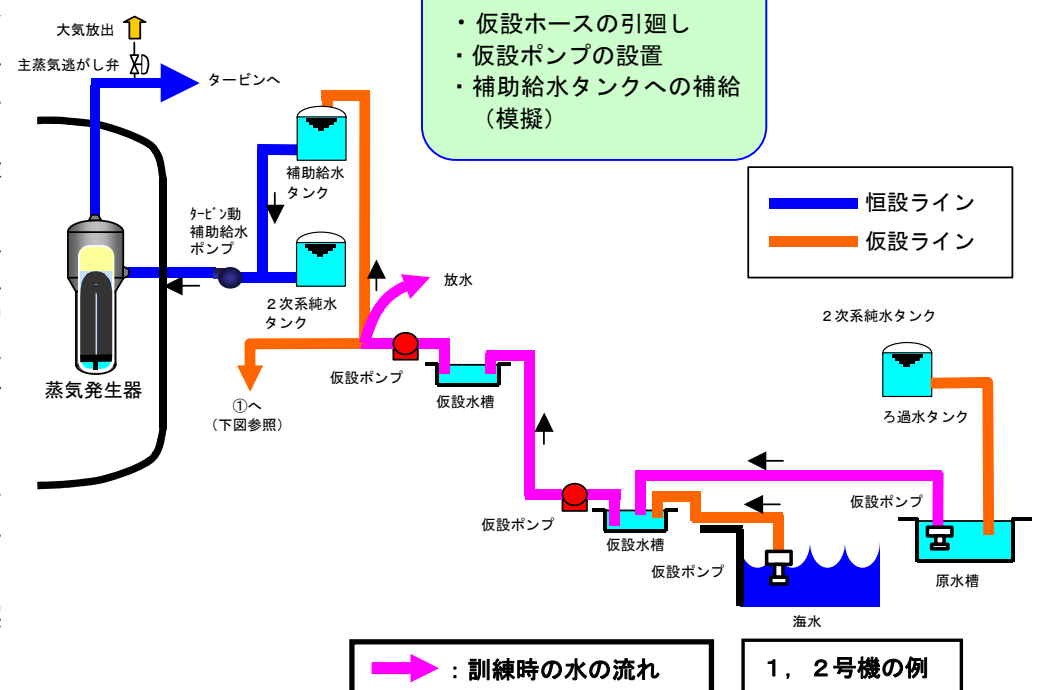 ・仮設ホースの引廻し
・仮設ポンプの設置
・補助給水タンクへの補給
（模擬）
大気放出
主蒸気逃がし弁
タービンへ
補助給水
タンク
ﾀｰﾋﾞﾝ動
補助給水
ポンプ
２次系純水
タンク
蒸気発生器
①へ
（下図参照）
放水
仮設ポンプ
仮設水槽
恒設ライン
仮設ライン
２次系純水タンク
ろ過水タンク
仮設ポンプ
仮設水槽
仮設ポンプ
仮設ポンプ
原水槽
海水
：訓練時の水の流れ
１，２号機の例